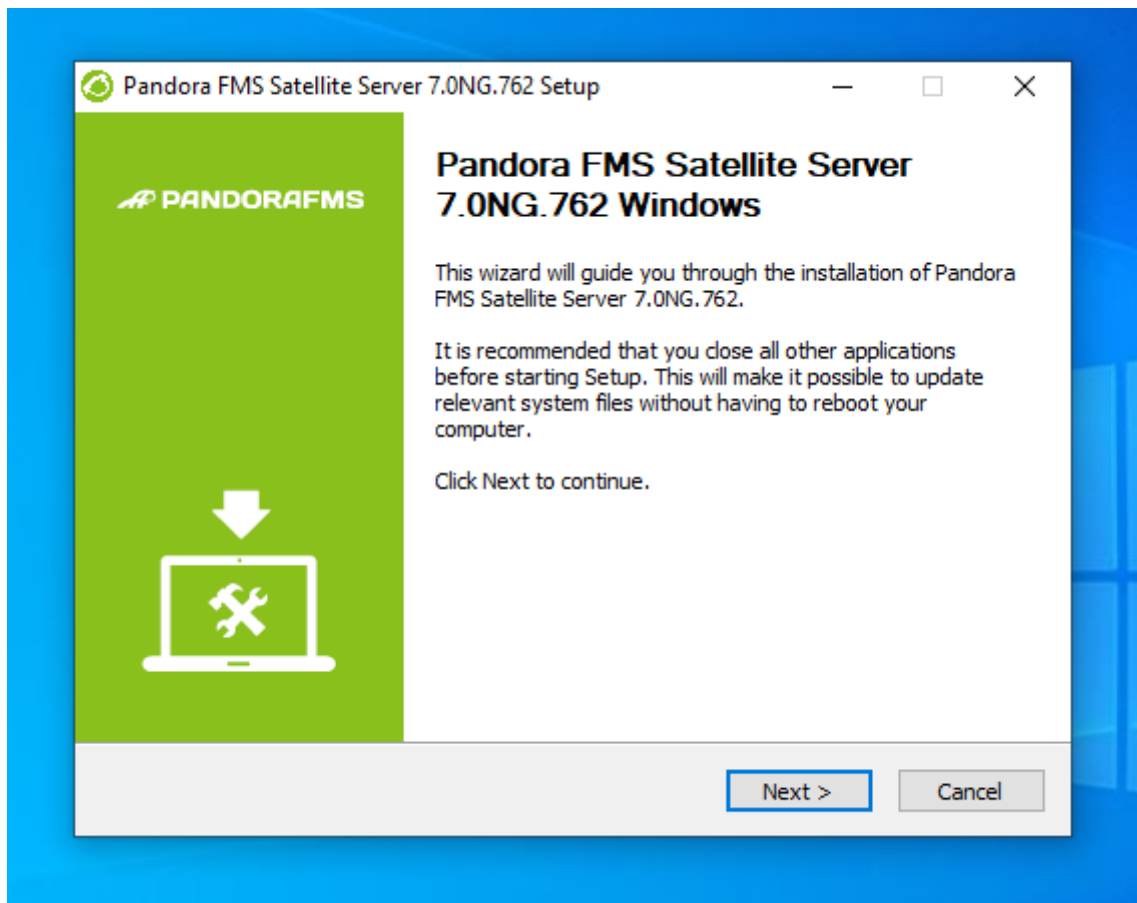 Pandora FMS Satellite Server 7.0NG.762 Setup
PANDORAFMS
Pandora FMS Satellite Server
7.0NG.762 Windows
This wizard will guide you through the installation of Pandora
FMS Satellite Server 7.0NG.762.
It is recommended that you close all other applications
before starting Setup. This will make it possible to update
relevant system files without having to reboot your
computer.
Click Next to continue.
Next >
Cancel